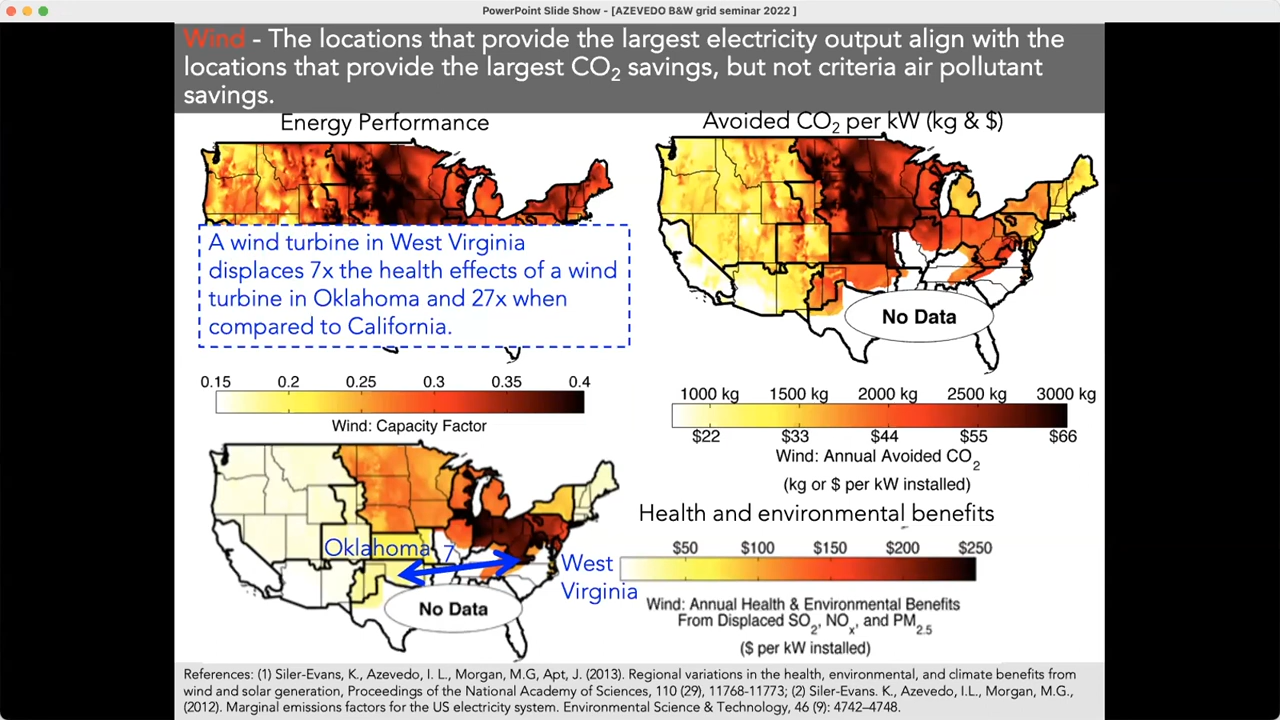 PowerPoint Slide Show - [AZEVEDO B&W grid seminar 2022 ]
Wind - The locations that provide the largest electricity output align with the
locations that provide the largest CO2 savings, but not criteria air pollutant
savings.
Energy Performance
Avoided CO2 per kW (kg & $)
A wind turbine in West Virginia
displaces 7x the health effects of a wind
turbine in Oklahoma and 27x when
compared to California.
No Data
0.15 0.2 0.25 0.3 0.35 0.4
Wind: Capacity Factor
1000 kg 1500 kg 2000 kg 2500 kg 3000 kg
$22 $33 $44 $55 $66
Wind: Annual Avoided CO2
(kg or $ per kW installed)
Health and environmental benefits
Oklahoma 7
West
Virginia
No Data
$50 $100 $150 $200 $250
Wind: Annual Health & Environmental Benefits
From Displaced SO2, NOx, and PM2.5
($ per kW installed)
References: (1) Siler-Evans, K., Azevedo, I. L., Morgan, M.G, Apt, J. (2013). Regional variations in the health, environmental, and climate benefits from
wind and solar generation, Proceedings of the National Academy of Sciences, 110 (29), 11768-11773; (2) Siler-Evans. K., Azevedo, I.L., Morgan, M.G.,
(2012). Marginal emissions factors for the US electricity system. Environmental Science & Technology, 46 (9): 4742–4748.